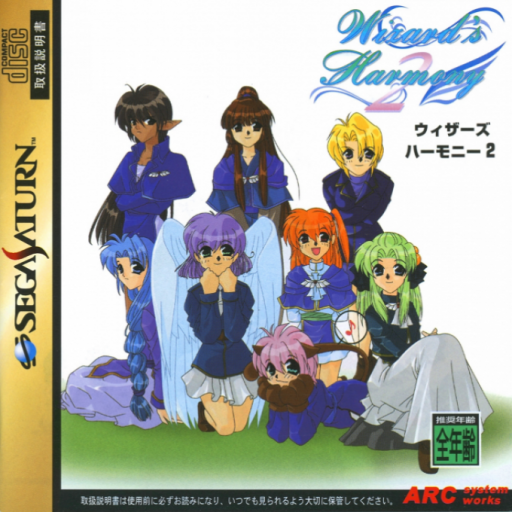 COMPACT
disc
取扱説明書
SEGA SATURN™
Wizard's
Harmony
2
ウィザーズ
ハーモニー2
推奨年齢
全年齢
取扱説明書は使用前に必ずお読みになり、いつでも見られるよう大切に保管してください。
ARC system works